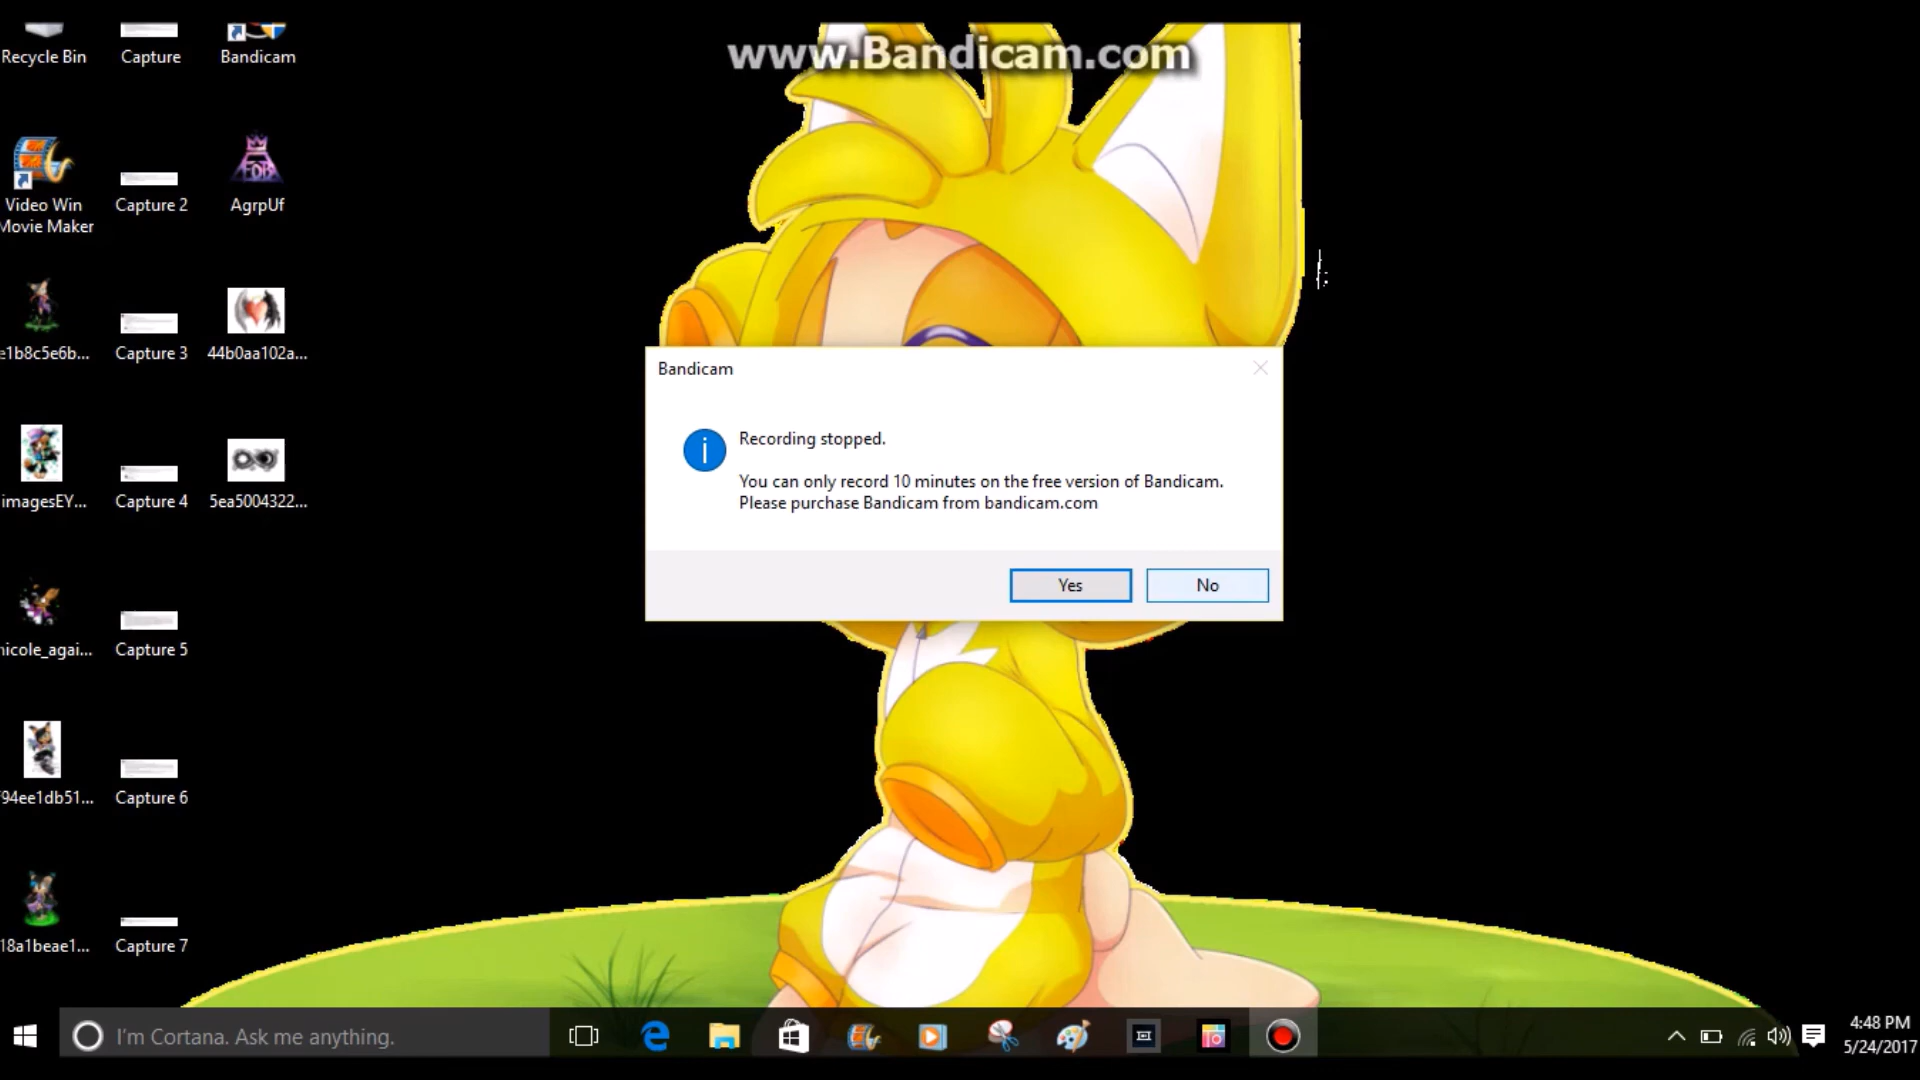 www.Bandicam.com
Recycle Bin
Capture
Bandicam
Video Win
Movie Maker
Capture 2
AgrpUf
FOB
e1b8c5e6b...
Capture 3
44b0aa102a...
imagesEY...
Capture 4
5ea5004322...
nicole_agai...
Capture 5
94ee1db51...
Capture 6
18a1beae1...
Capture 7
Bandicam
Recording stopped.
You can only record 10 minutes on the free version of Bandicam.
Please purchase Bandicam from bandicam.com
Yes
No
I'm Cortana. Ask me anything.
4:48 PM
5/24/2017